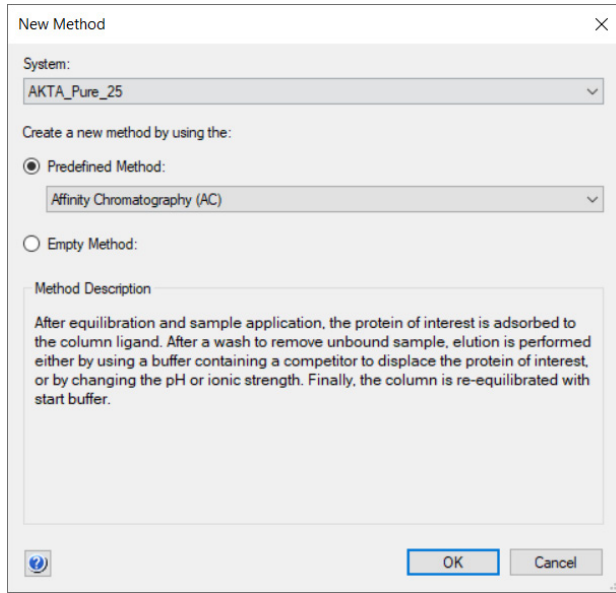 New Method
System:
AKTA_Pure_25
Create a new method by using the:
Predefined Method:
Affinity Chromatography (AC)
Empty Method:
Method Description
After equilibration and sample application, the protein of interest is adsorbed to
the column ligand. After a wash to remove unbound sample, elution is performed
either by using a buffer containing a competitor to displace the protein of interest,
or by changing the pH or ionic strength. Finally, the column is re-equilibrated with
start buffer.
OK
Cancel